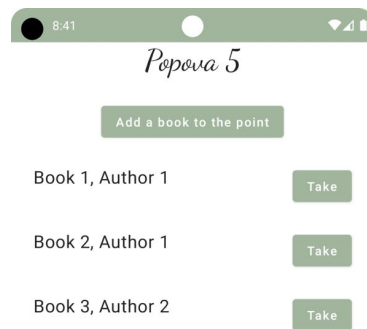 8:41
Popova 5
Add a book to the point
Book 1, Author 1
Take
Book 2, Author 1
Take
Book 3, Author 2
Take